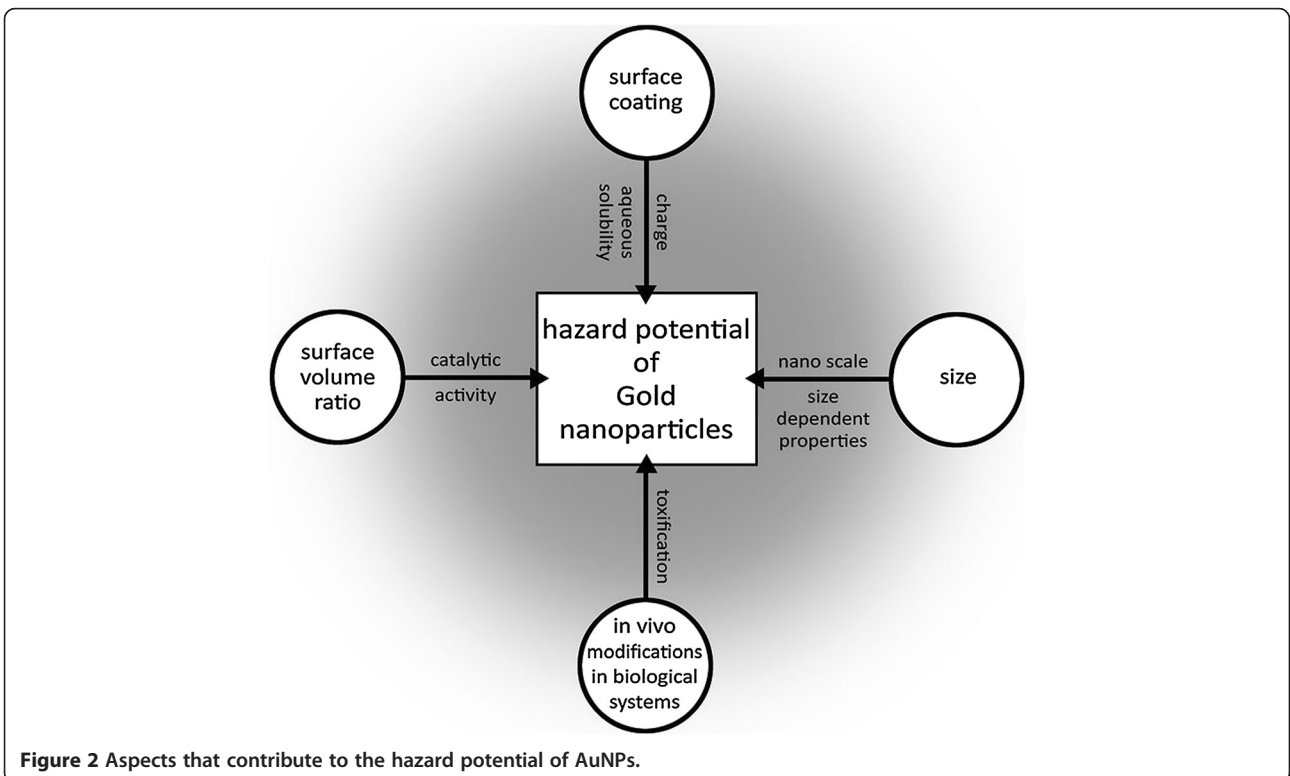 surface
coating
aqueous
solubility
charge
surface
volume
ratio
catalytic
activity
hazard potential
of
Gold
nanoparticles
nano scale
size
dependent
properties
size
toxification
in vivo
modifications
in biological
systems
Figure 2 Aspects that contribute to the hazard potential of AuNPs.